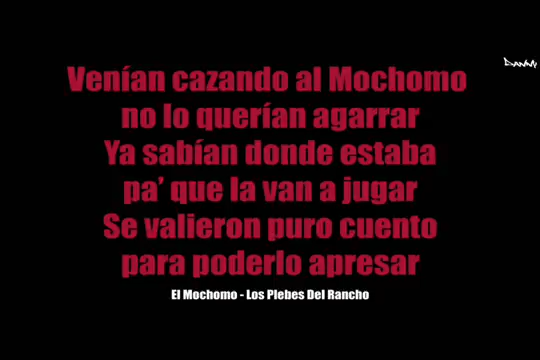 Venían cazando al Mochomo
no lo querían agarrar
Ya sabían donde estaba
pa’ que la van a jugar
Se valieron puro cuento
para poderlo apresar
El Mochomo - Los Plebes Del Rancho